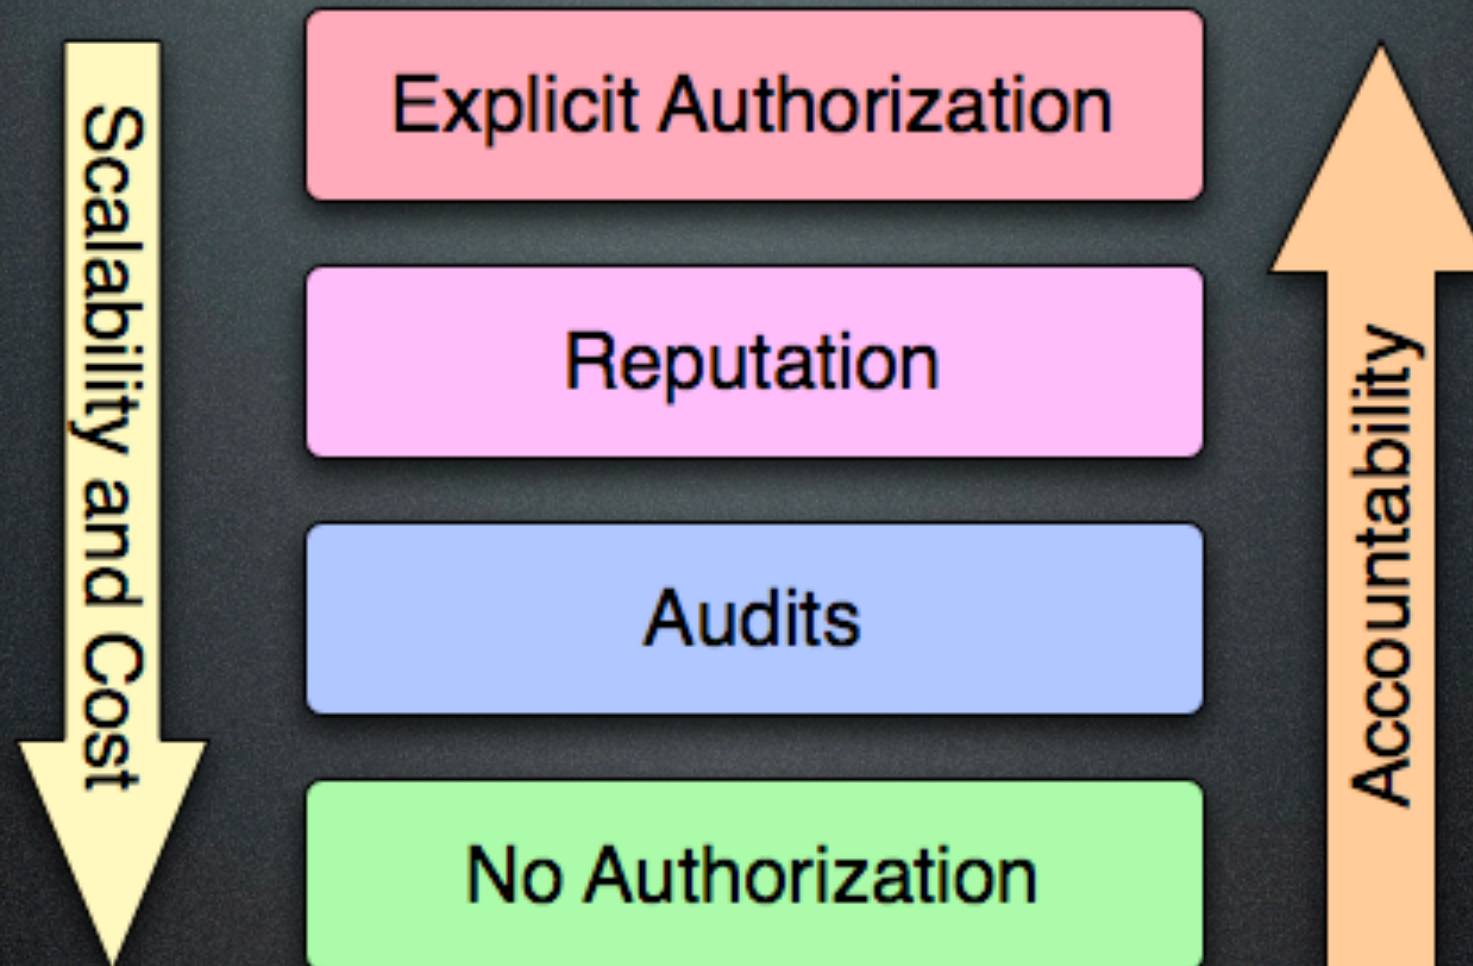 Explicit Authorization
Reputation
Audits
No Authorization
Scalability and Cost
Accountability